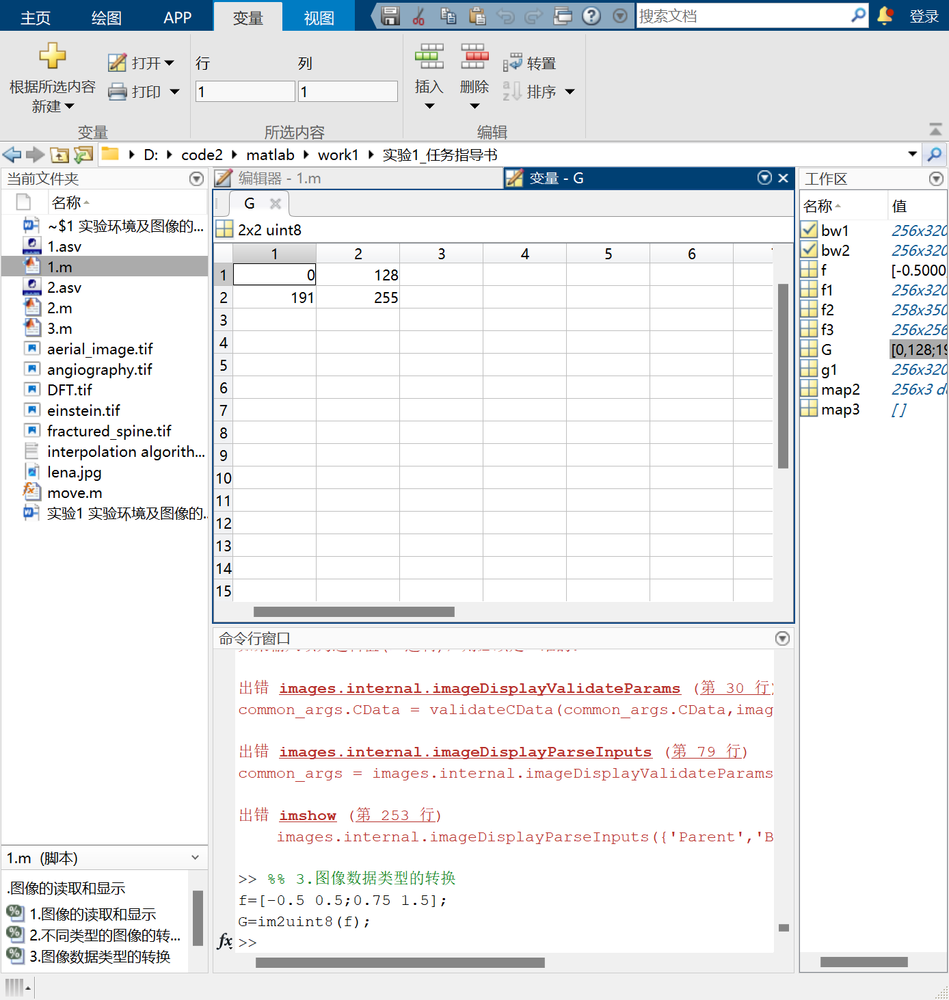 主页 绘图 APP 变量 视图 搜索文档 登录
根据所选内容
新建
打开
打印
变量
行 列
1 1
所选内容
插入 删除 转置
排序
编辑
D: code2 matlab work1 实验1_任务指导书
当前文件夹
名称
~$1 实验环境及图像的...
1.asv
1.m
2.asv
2.m
3.m
aerial_image.tif
angiography.tif
DFT.tif
einstein.tif
fractured_spine.tif
interpolation algorith...
lena.jpg
move.m
实验1 实验环境及图像的..
1.m (脚本)
.图像的读取和显示
1.图像的读取和显示
2.不同类型的图像的转...
3.图像数据类型的转换
编辑器 - 1.m
变量 - G
G
2x2 uint8
1 2 3 4 5 6
1 0 128
2 191 255
3
4
5
6
7
8
9
10
11
12
13
14
15
命令行窗口
出错 images.internal.imageDisplayValidateParams (第 30 行)
common_args.CData = validateCData(common_args.CData,imag
出错 images.internal.imageDisplayParseInputs (第 79 行)
common_args = images.internal.imageDisplayValidateParams
出错 imshow (第 253 行)
images.internal.imageDisplayParseInputs({'Parent','B
>> %% 3.图像数据类型的转换
f=[-0.5 0.5;0.75 1.5];
G=im2uint8(f);
fx >>
工作区
名称 值
bw1 256x320
bw2 256x320
f [-0.5000
f1 256x320
f2 258x350
f3 256x256
G [0,128;19
g1 256x320
map2 256x3 d
map3 [ ]